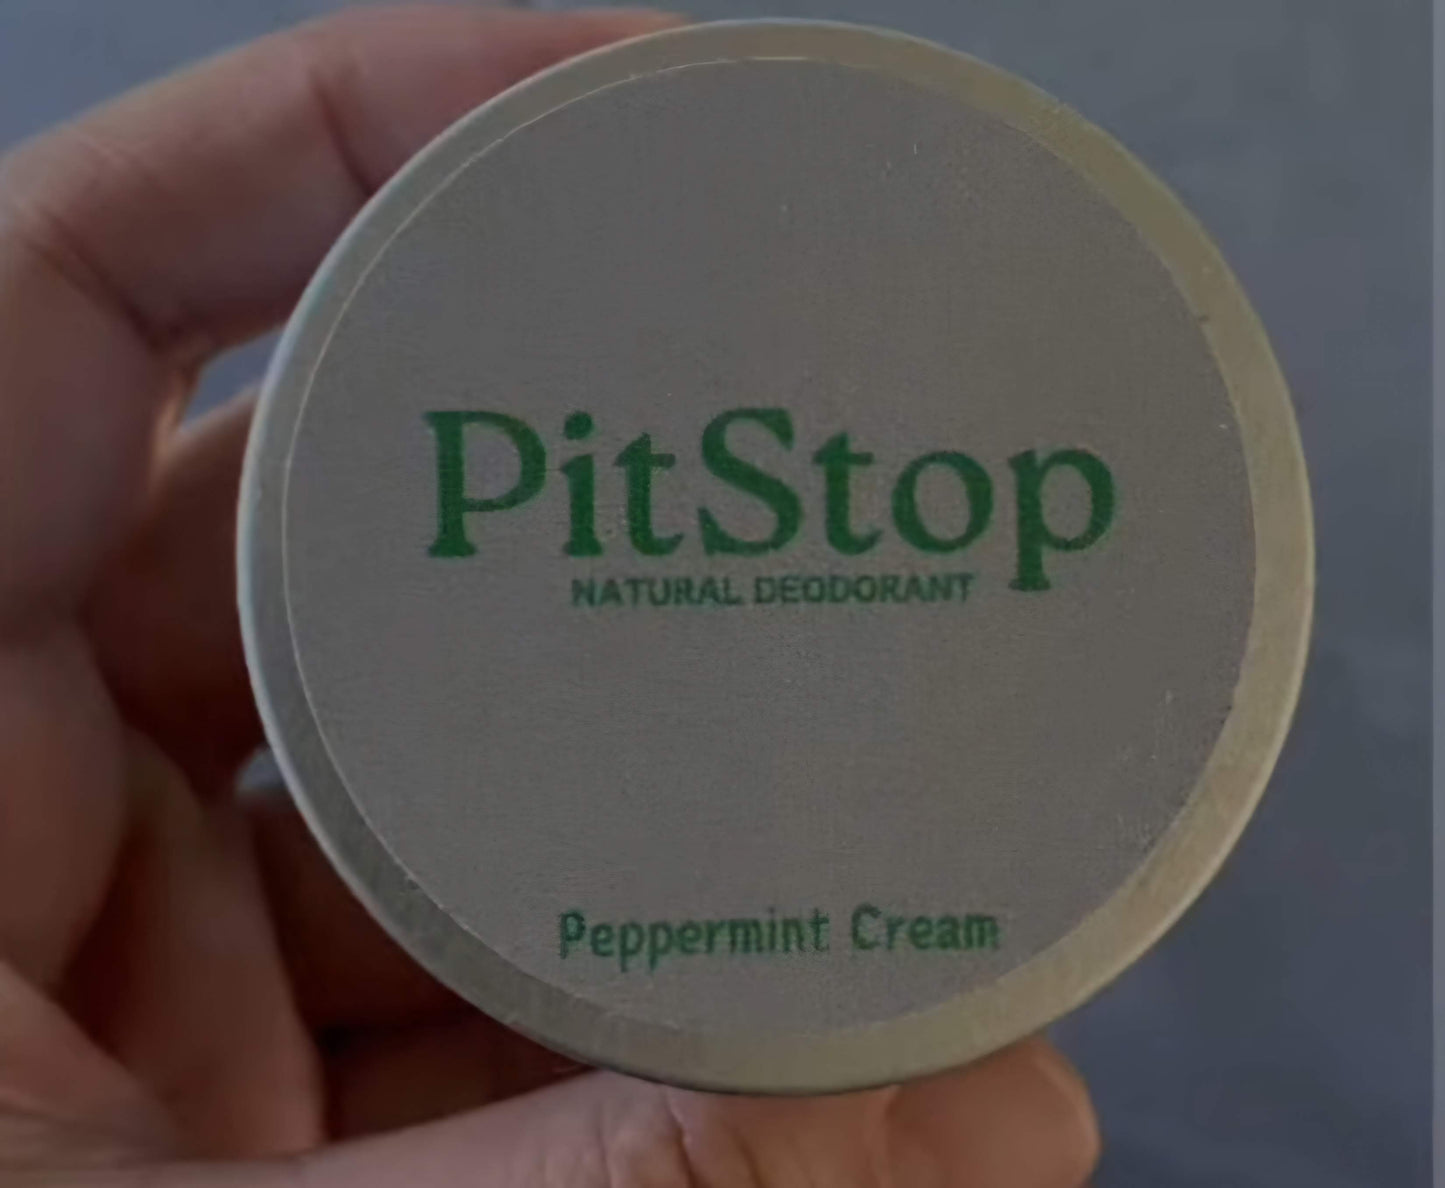 PitStop
NATURAL DEODORANT
Peppermint Cream